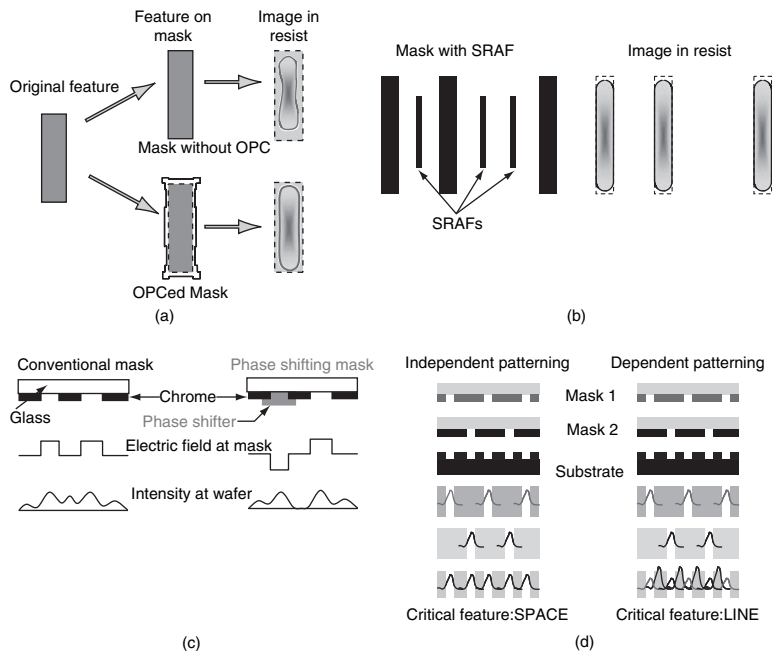 Original feature
Feature on
mask
Image in
resist
Mask without OPC
OPCed Mask
(a)
Mask with SRAF
Image in resist
SRAFs
(b)
Conventional mask
Phase shifting mask
Chrome
Glass
Phase shifter
Electric field at mask
Intensity at wafer
(c)
Independent patterning
Dependent patterning
Mask 1
Mask 2
Substrate
Critical feature:SPACE
Critical feature:LINE
(d)